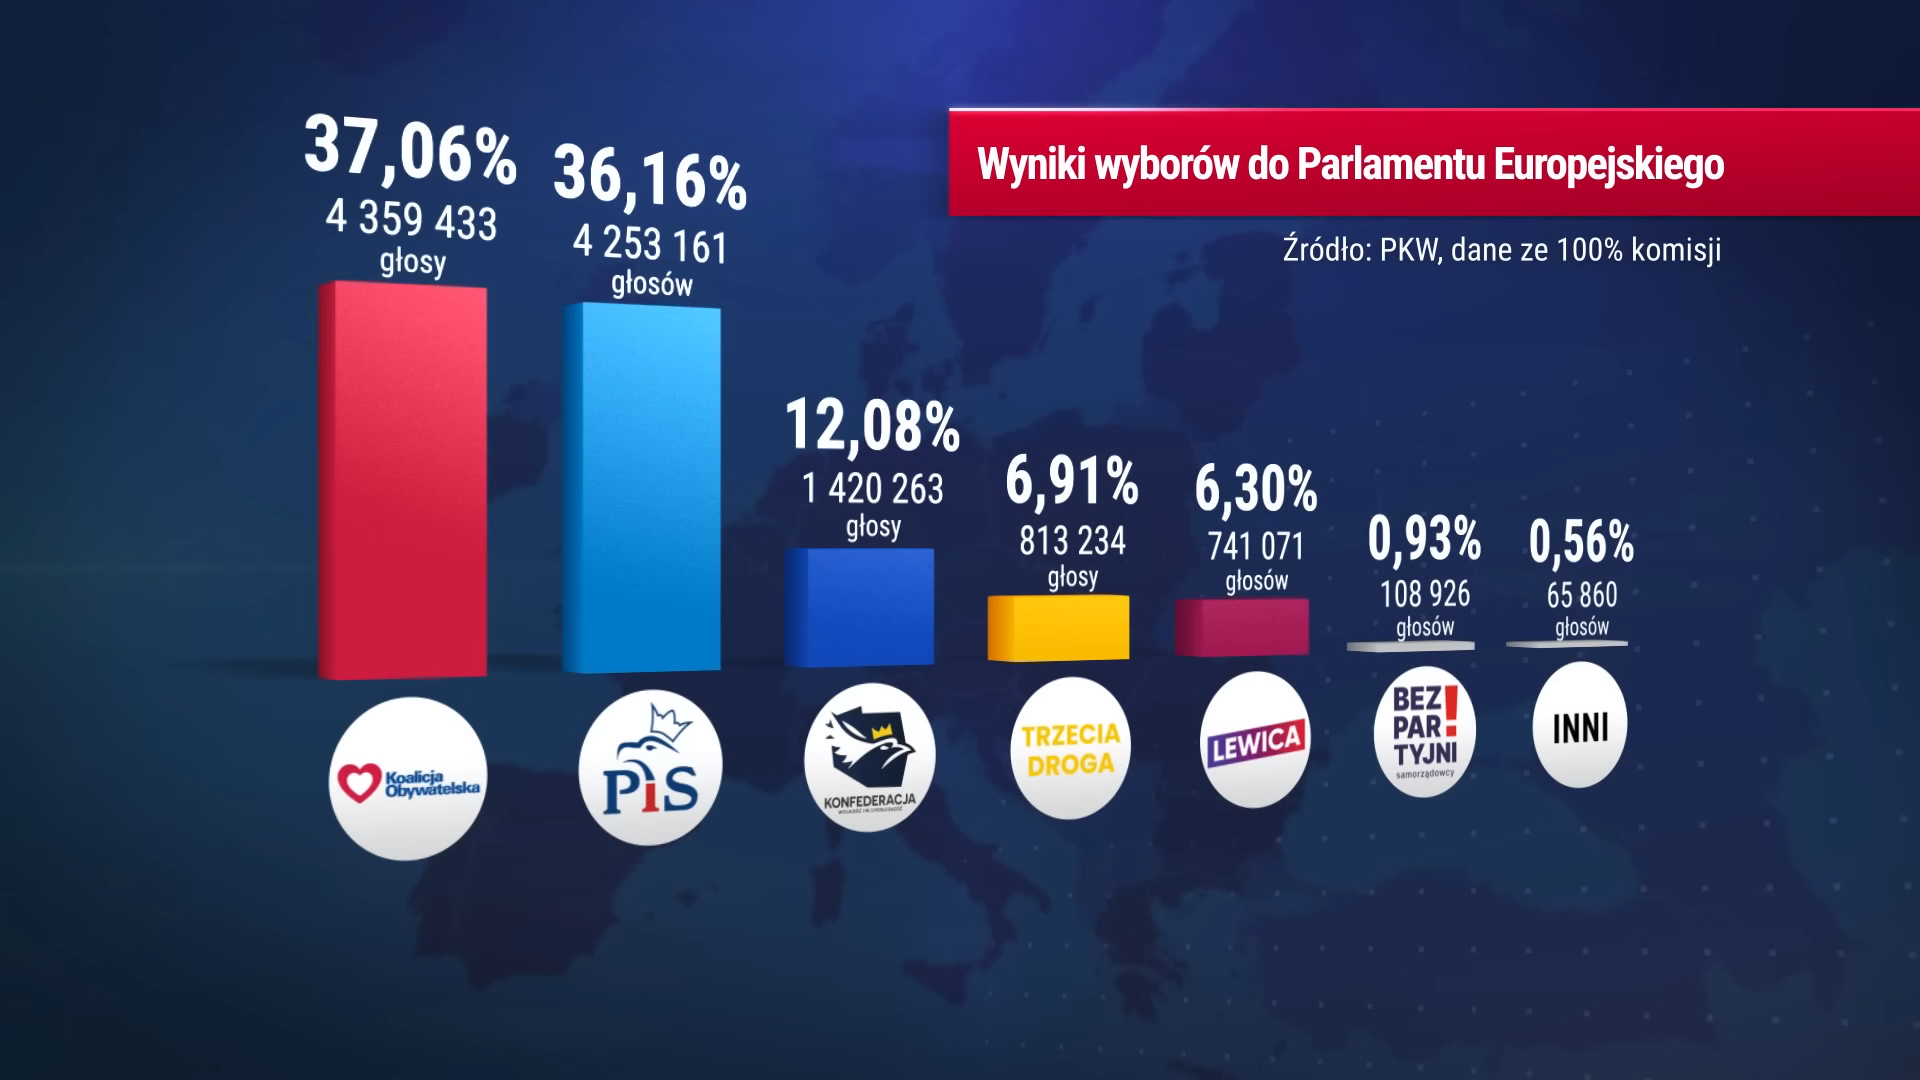 Wyniki wyborów do Parlamentu Europejskiego
Źródło: PKW, dane ze 100% komisji
37,06%
4 359 433
głosy
36,16%
4 253 161
głosów
12,08%
1 420 263
głosy
6,91%
813 234
głosy
6,30%
741 071
głosów
0,93%
108 926
głosów
0,56%
65 860
głosów
Koalicja
Obywatelska
PiS
KONFEDERACJA
TRZECIA
DROGA
LEWICA
BEZ
PAR
TYJNI!
samorządowcy
INNI